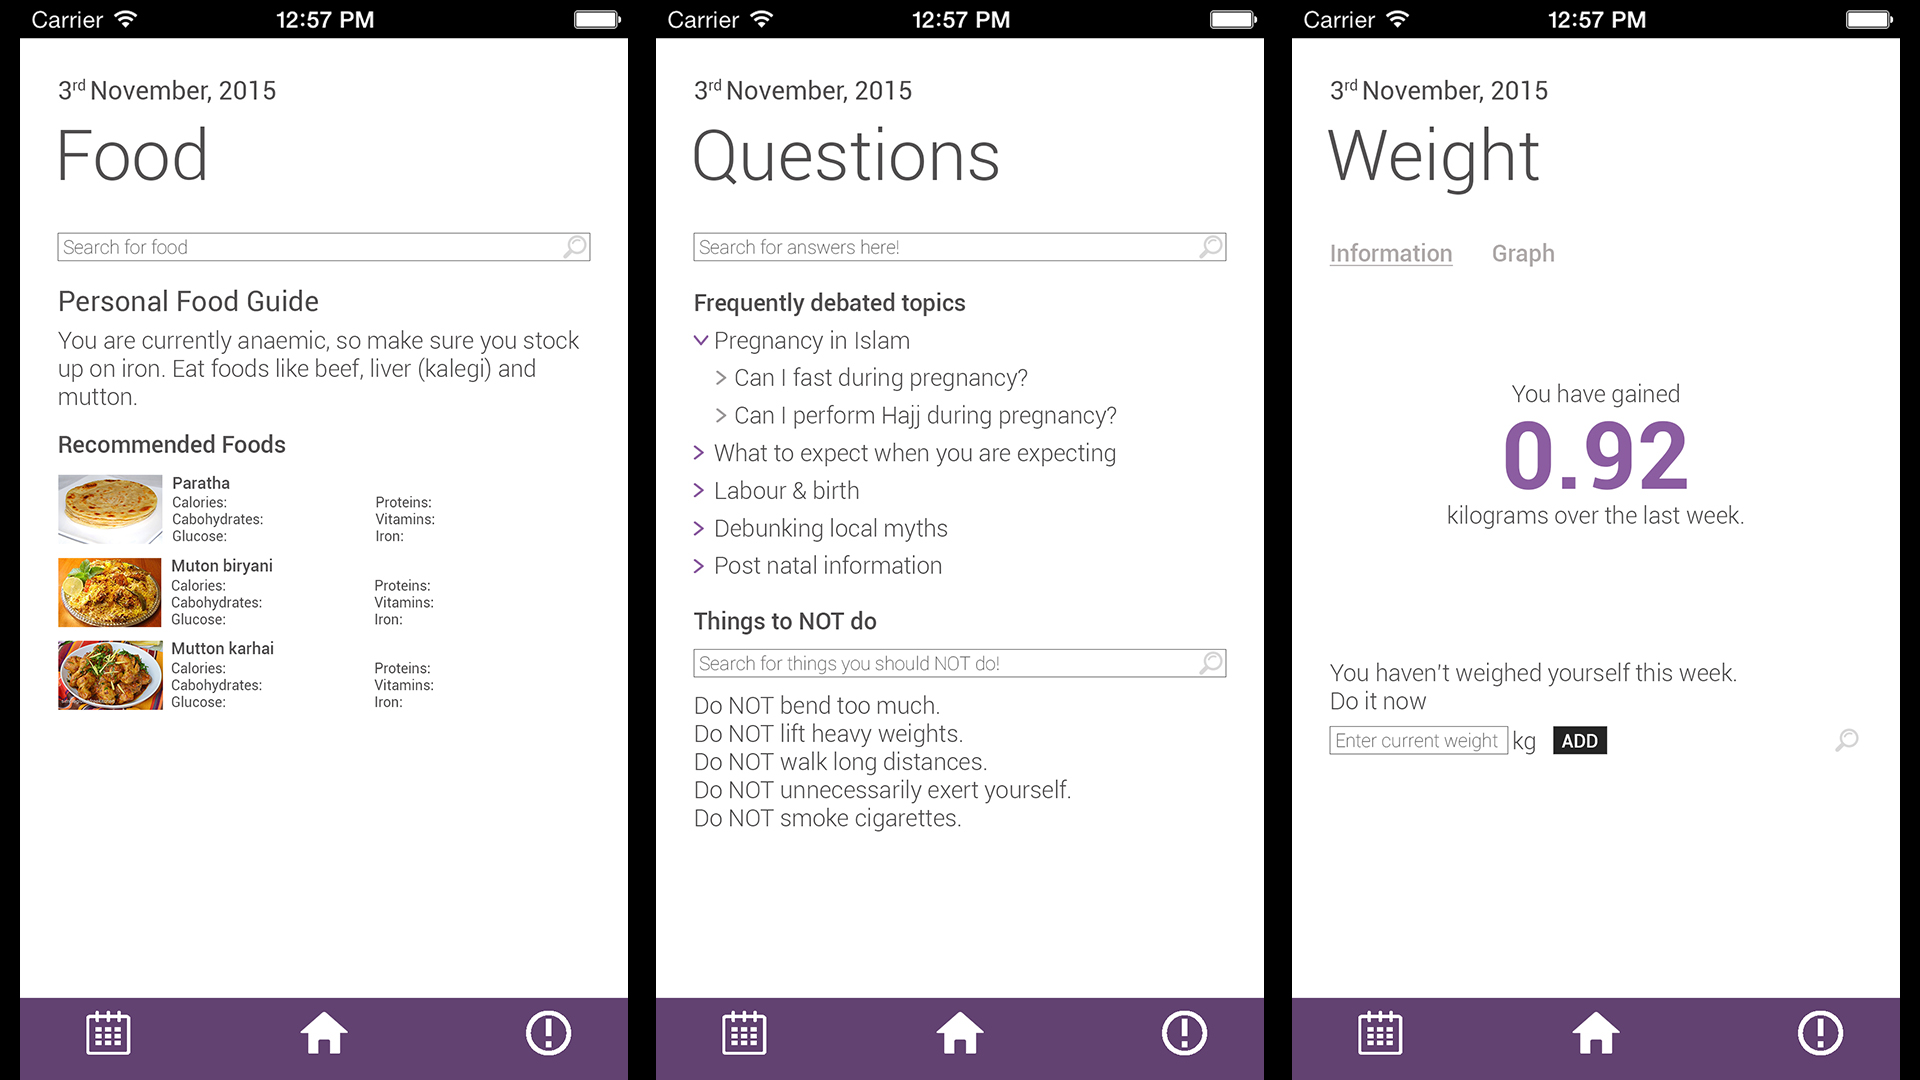 Carrier 12:57 PM
3rd November, 2015
Food
Search for food
Personal Food Guide
You are currently anaemic, so make sure you stock
up on iron. Eat foods like beef, liver (kalegi) and
mutton.
Recommended Foods
Paratha
Calories: Proteins:
Cabohydrates: Vitamins:
Glucose: Iron:
Muton biryani
Calories: Proteins:
Cabohydrates: Vitamins:
Glucose: Iron:
Mutton karhai
Calories: Proteins:
Cabohydrates: Vitamins:
Glucose: Iron:
Carrier 12:57 PM
3rd November, 2015
Questions
Search for answers here!
Frequently debated topics
Pregnancy in Islam
Can I fast during pregnancy?
Can I perform Hajj during pregnancy?
What to expect when you are expecting
Labour & birth
Debunking local myths
Post natal information
Things to NOT do
Search for things you should NOT do!
Do NOT bend too much.
Do NOT lift heavy weights.
Do NOT walk long distances.
Do NOT unnecessarily exert yourself.
Do NOT smoke cigarettes.
Carrier 12:57 PM
3rd November, 2015
Weight
Information Graph
You have gained
0.92
kilograms over the last week.
You haven't weighed yourself this week.
Do it now
Enter current weight kg ADD